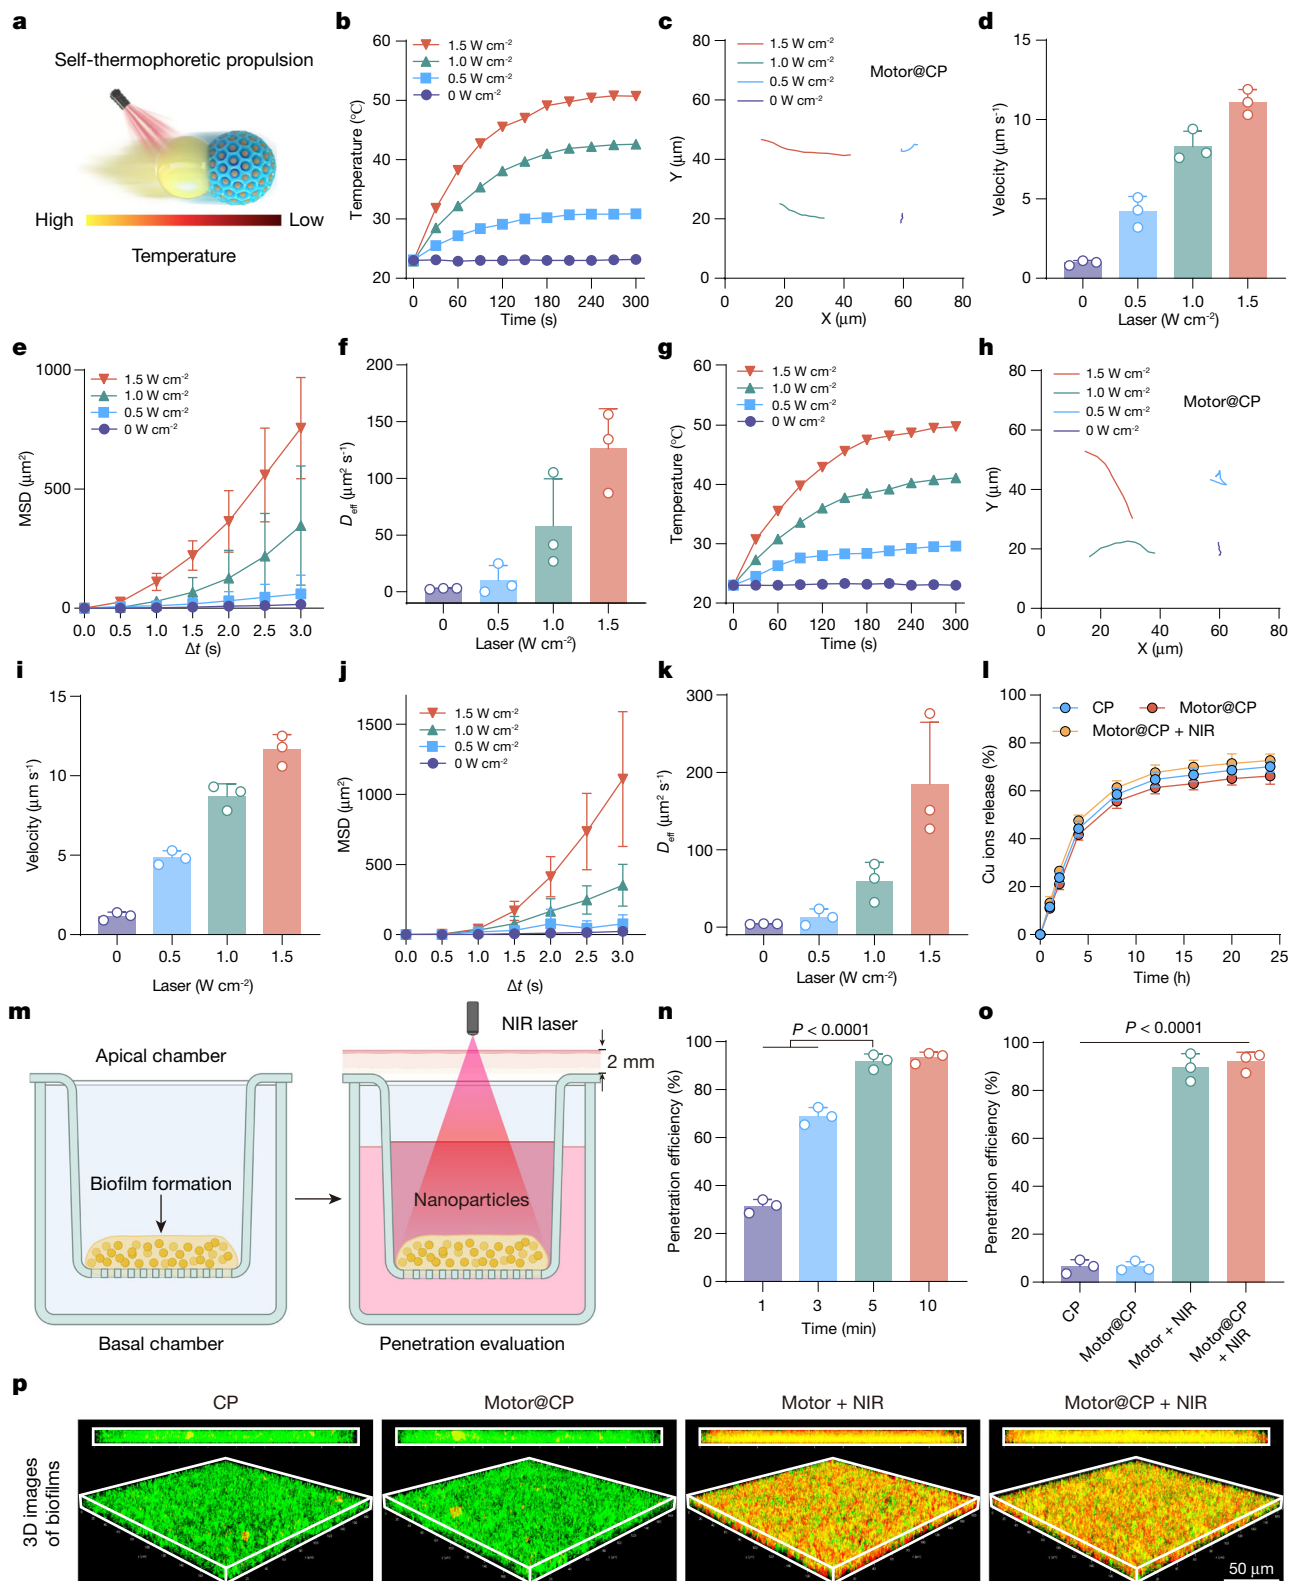 a
Self-thermophoretic propulsion
High
Low
Temperature
b
60
50
40
30
20
Temperature (°C)
1.5 W cm⁻²
1.0 W cm⁻²
0.5 W cm⁻²
0 W cm⁻²
0 60 120 180 240 300
Time (s)
c
80
60
40
20
0
Y (μm)
1.5 W cm⁻²
1.0 W cm⁻²
0.5 W cm⁻²
0 W cm⁻²
Motor@CP
0 20 40 60 80
X (μm)
d
15
10
5
0
Velocity (μm s⁻¹)
0 0.5 1.0 1.5
Laser (W cm⁻²)
e
1000
500
0
MSD (μm²)
1.5 W cm⁻²
1.0 W cm⁻²
0.5 W cm⁻²
0 W cm⁻²
0.0 0.5 1.0 1.5 2.0 2.5 3.0
Δt (s)
f
200
150
100
50
0
D_eff (μm² s⁻¹)
0 0.5 1.0 1.5
Laser (W cm⁻²)
g
60
50
40
30
20
Temperature (°C)
1.5 W cm⁻²
1.0 W cm⁻²
0.5 W cm⁻²
0 W cm⁻²
0 60 120 180 240 300
Time (s)
h
80
60
40
20
0
Y (μm)
1.5 W cm⁻²
1.0 W cm⁻²
0.5 W cm⁻²
0 W cm⁻²
Motor@CP
0 20 40 60 80
X (μm)
i
15
10
5
0
Velocity (μm s⁻¹)
0 0.5 1.0 1.5
Laser (W cm⁻²)
j
1500
1000
500
0
MSD (μm²)
1.5 W cm⁻²
1.0 W cm⁻²
0.5 W cm⁻²
0 W cm⁻²
0.0 0.5 1.0 1.5 2.0 2.5 3.0
Δt (s)
k
300
200
100
0
D_eff (μm² s⁻¹)
0 0.5 1.0 1.5
Laser (W cm⁻²)
l
100
80
60
40
20
0
Cu ions release (%)
CP Motor@CP
Motor@CP + NIR
0 5 10 15 20 25
Time (h)
m
Apical chamber
Biofilm formation
Basal chamber
NIR laser
2 mm
Nanoparticles
Penetration evaluation
n
100
80
60
40
20
0
Penetration efficiency (%)
P < 0.0001
1 3 5 10
Time (min)
o
100
80
60
40
20
0
Penetration efficiency (%)
P < 0.0001
CP
Motor@CP
Motor + NIR
Motor@CP
+ NIR
p
CP Motor@CP Motor + NIR Motor@CP + NIR
3D images
of biofilms
50 μm